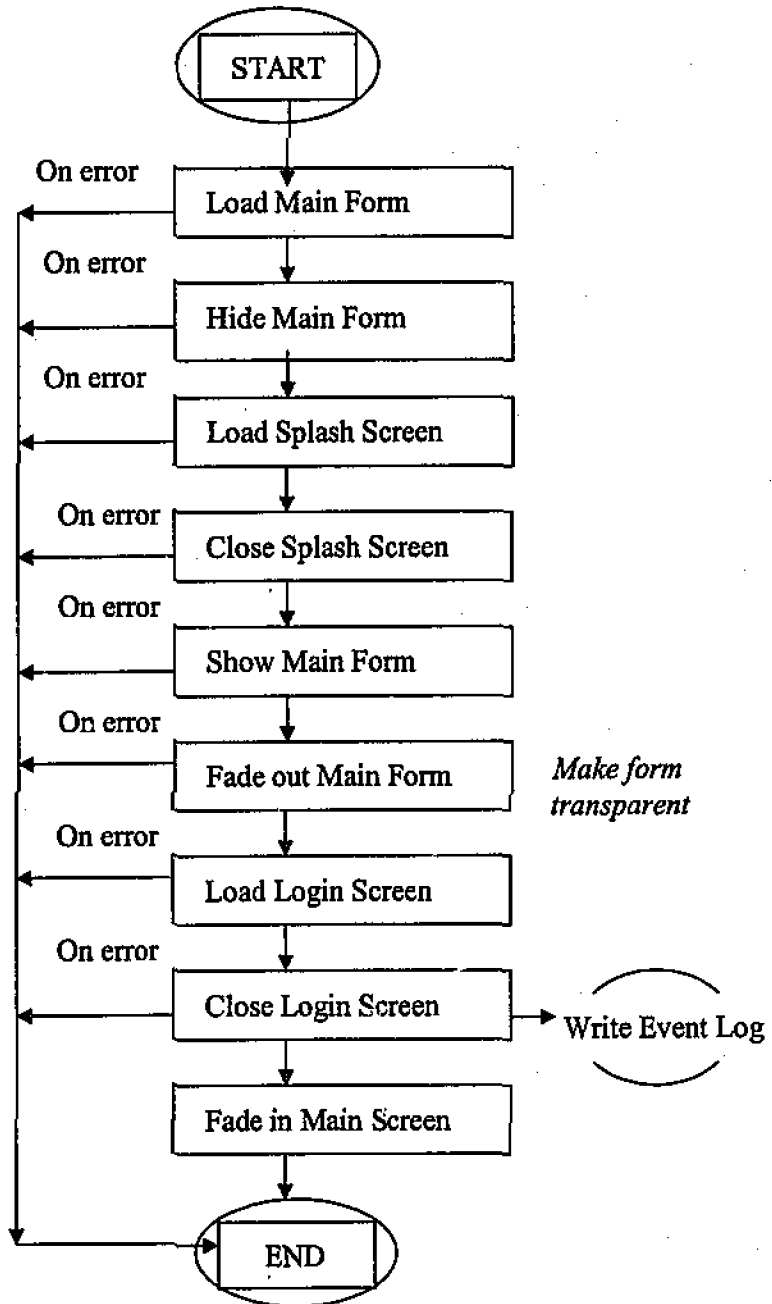 START
On error
Load Main Form
On error
Hide Main Form
On error
Load Splash Screen
On error
Close Splash Screen
On error
Show Main Form
On error
Fade out Main Form
Make form
transparent
On error
Load Login Screen
On error
Close Login Screen
Write Event Log
Fade in Main Screen
END